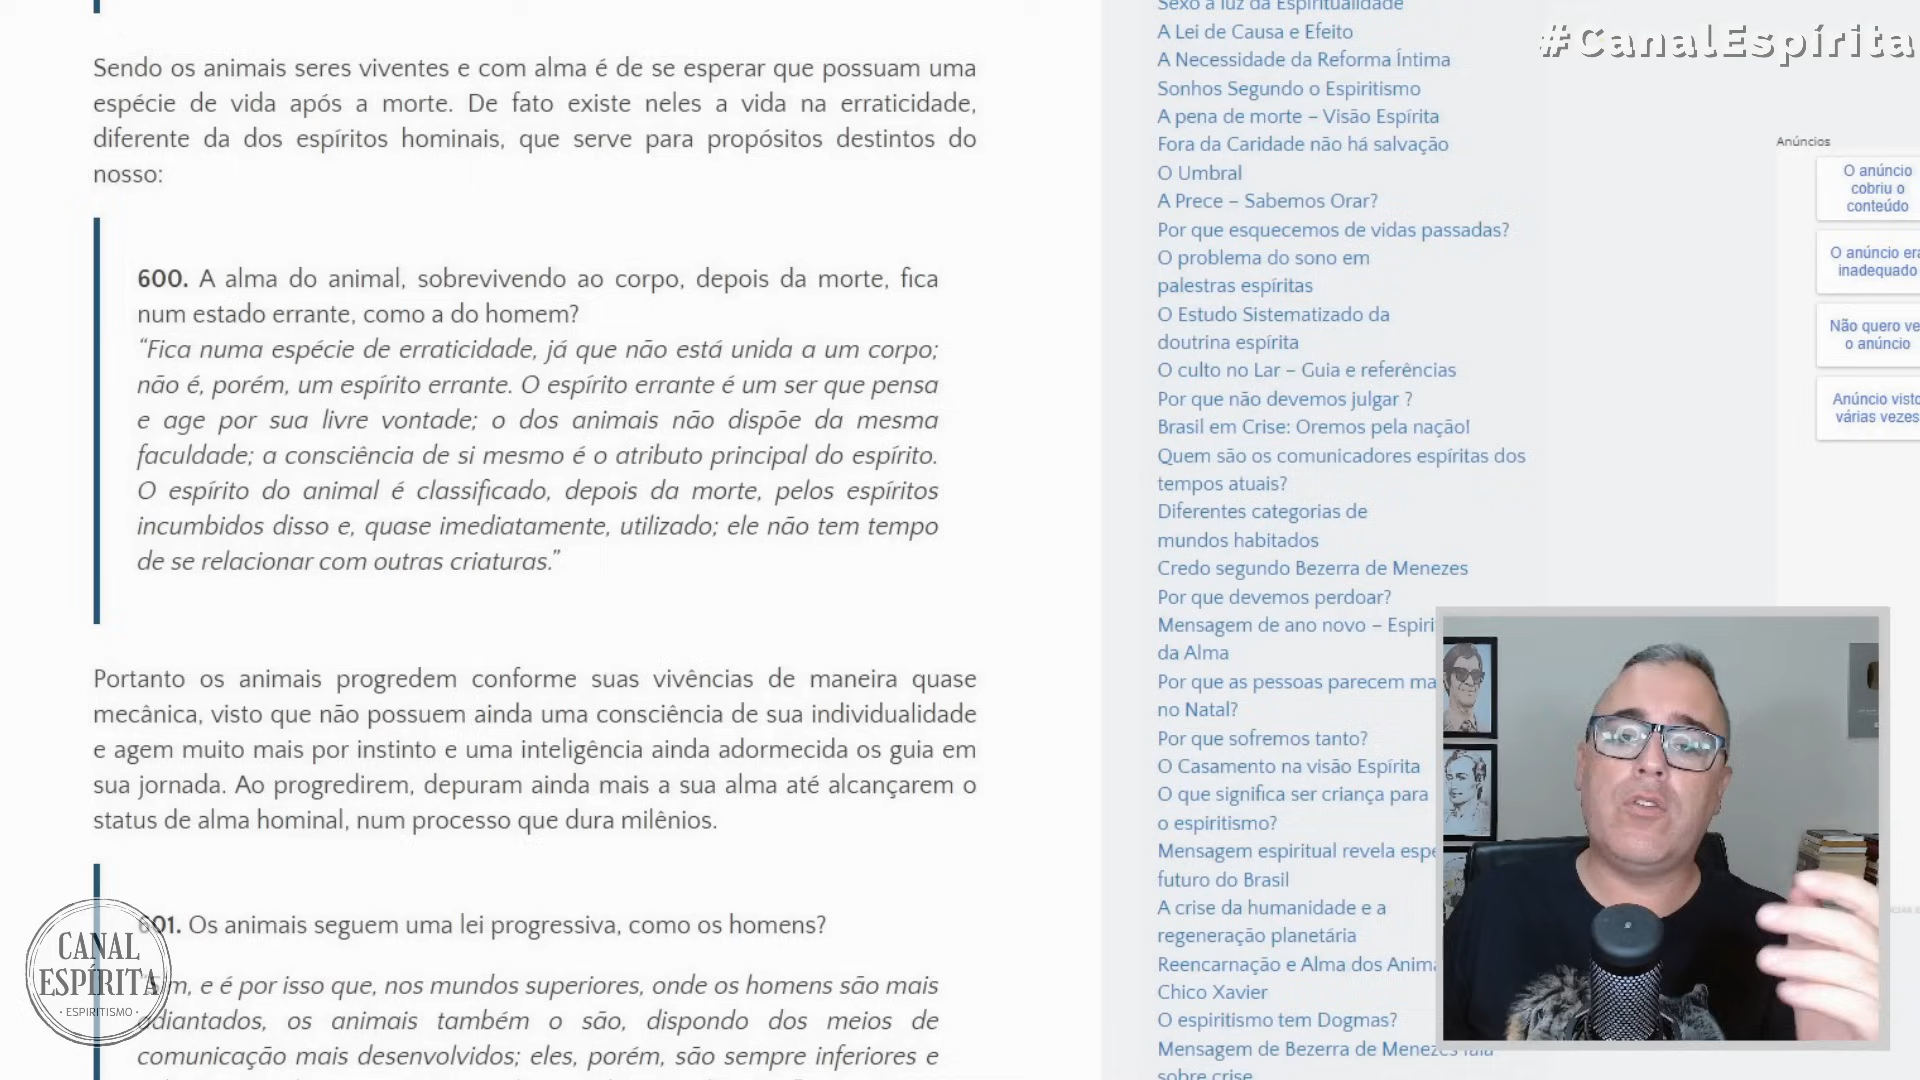 Sendo os animais seres viventes e com alma é de se esperar que possuam uma
espécie de vida após a morte. De fato existe neles a vida na erraticidade,
diferente da dos espíritos hominais, que serve para propósitos destintos do
nosso:
600. A alma do animal, sobrevivendo ao corpo, depois da morte, fica
num estado errante, como a do homem?
“Fica numa espécie de erraticidade, já que não está unida a um corpo;
não é, porém, um espírito errante. O espírito errante é um ser que pensa
e age por sua livre vontade; o dos animais não dispõe da mesma
faculdade; a consciência de si mesmo é o atributo principal do espírito.
O espírito do animal é classificado, depois da morte, pelos espíritos
incumbidos disso e, quase imediatamente, utilizado; ele não tem tempo
de se relacionar com outras criaturas.”
Portanto os animais progredem conforme suas vivências de maneira quase
mecânica, visto que não possuem ainda uma consciência de sua individualidade
e agem muito mais por instinto e uma inteligência ainda adormecida os guia em
sua jornada. Ao progredirem, depuram ainda mais a sua alma até alcançarem o
status de alma hominal, num processo que dura milênios.
601. Os animais seguem uma lei progressiva, como os homens?
“Sim, e é por isso que, nos mundos superiores, onde os homens são mais
adiantados, os animais também o são, dispondo dos meios de
comunicação mais desenvolvidos; eles, porém, são sempre inferiores e
CANAL
ESPÍRITA
· ESPIRITISMO ·
Sexo à luz da Espiritualidade
A Lei de Causa e Efeito
A Necessidade da Reforma Íntima
Sonhos Segundo o Espiritismo
A pena de morte – Visão Espírita
Fora da Caridade não há salvação
O Umbral
A Prece – Sabemos Orar?
Por que esquecemos de vidas passadas?
O problema do sono em
palestras espíritas
O Estudo Sistematizado da
doutrina espírita
O culto no Lar – Guia e referências
Por que não devemos julgar ?
Brasil em Crise: Oremos pela nação!
Quem são os comunicadores espíritas dos
tempos atuais?
Diferentes categorias de
mundos habitados
Credo segundo Bezerra de Menezes
Por que devemos perdoar?
Mensagem de ano novo – Espiri
da Alma
Por que as pessoas parecem ma
no Natal?
Por que sofremos tanto?
O Casamento na visão Espírita
O que significa ser criança para
o espiritismo?
Mensagem espiritual revela espe
futuro do Brasil
A crise da humanidade e a
regeneração planetária
Reencarnação e Alma dos Anima
Chico Xavier
O espiritismo tem Dogmas?
Mensagem de Bezerra de Menezes fala
sobre crise
#CanalEspírita
Anúncios
O anúncio
cobriu o
conteúdo
O anúncio era
inadequado
Não quero ve
o anúncio
Anúncio visto
várias vezes